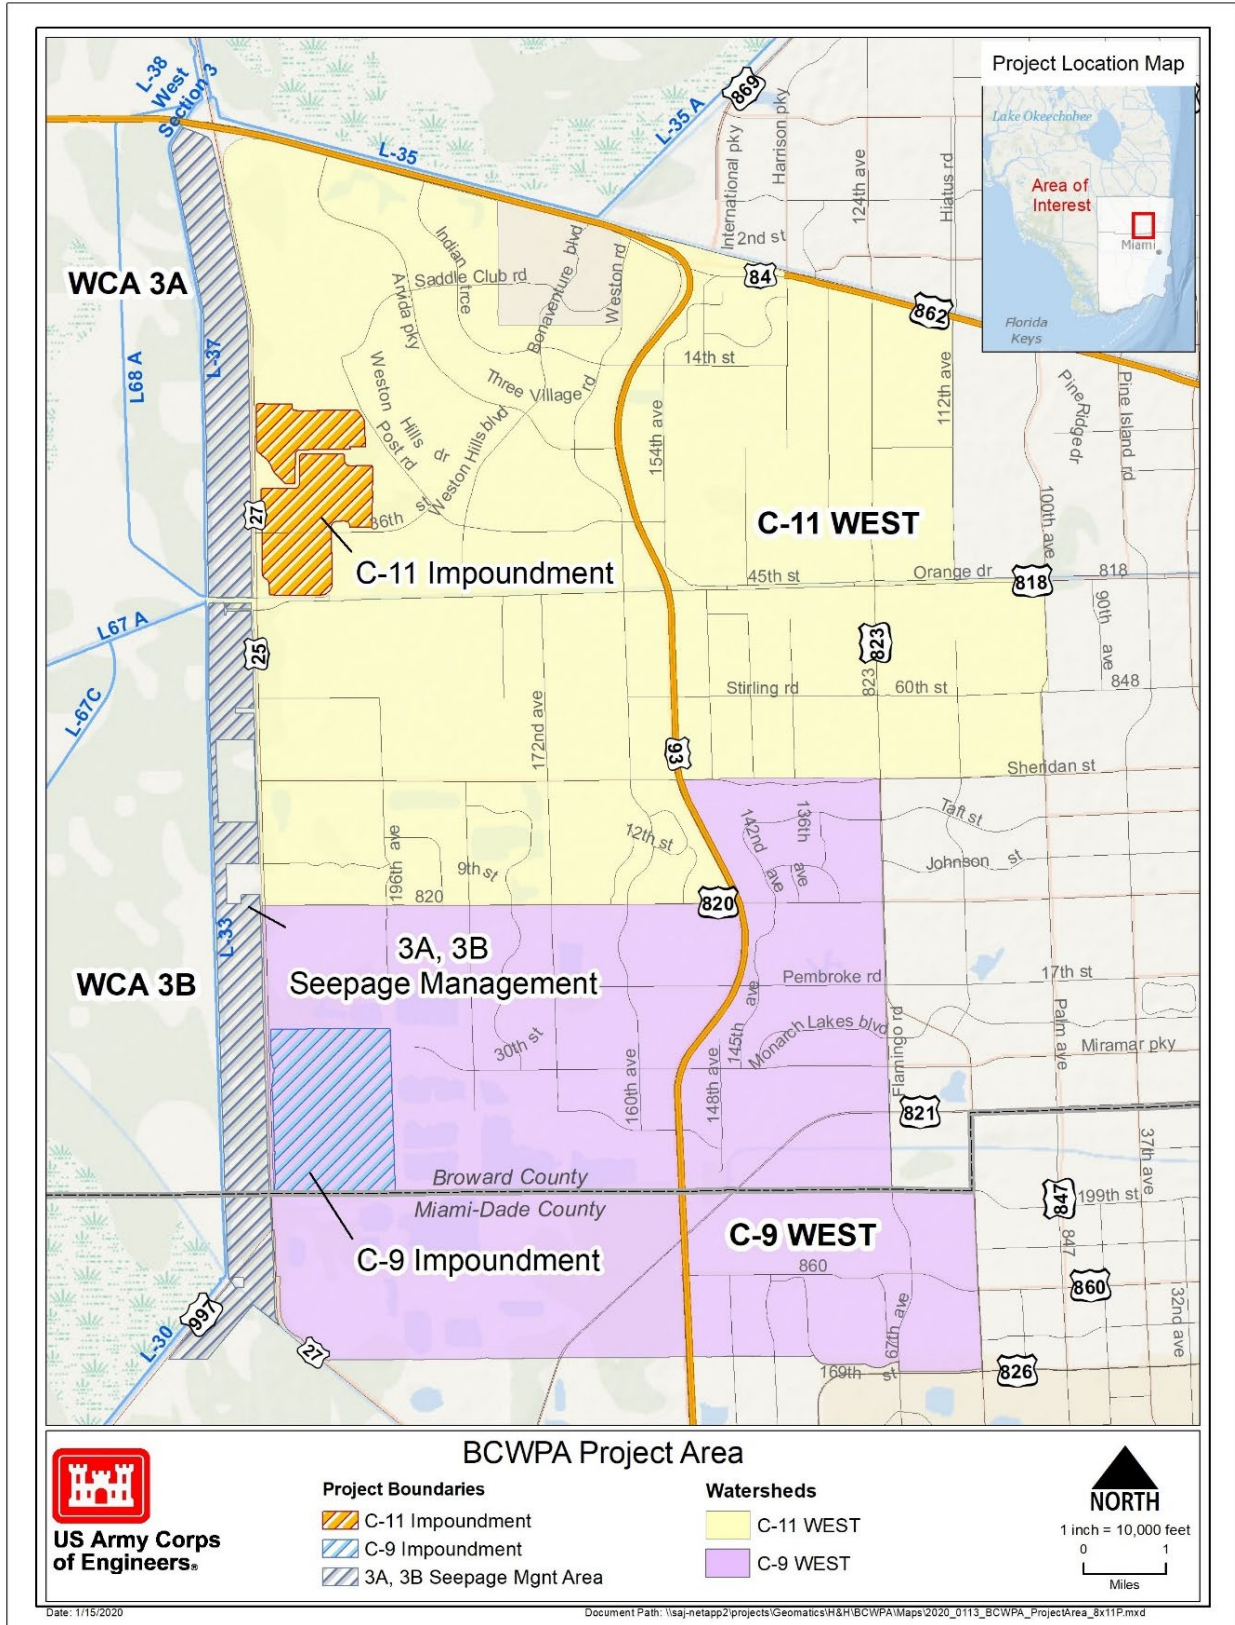 L-38
West
Section 3
L-35
L-35 A
869
International pky
Harrison pky
124th ave
Hiatus rd
2nd st
Project Location Map
Lake Okeechobee
Area of
Interest
Miami
Florida
Keys
WCA 3A
L68 A
L-37
Indian trce
Saddle Club rd
Arvida pky
Bonaventure blvd
Weston rd
84
862
14th st
Three Village rd
Weston Hills dr
Post rd
Weston Hills blvd
154th ave
112th ave
Pine Ridge dr
Pine Island rd
100th ave
27
36th st
C-11 WEST
C-11 Impoundment
45th st
Orange dr
818
818
L67 A
L-67C
25
823
823
90th ave
Stirling rd
60th st
848
172nd ave
93
Sheridan st
196th ave
9th st
820
12th st
142nd ave
136th ave
Taft st
Johnson st
820
L-33
WCA 3B
3A, 3B
Seepage Management
Pembroke rd
17th st
30th st
160th ave
145th ave
148th ave
Monarch Lakes blvd
Flamingo rd
Palm ave
Miramar pky
821
37th ave
Broward County
Miami-Dade County
847
199th st
C-9 WEST
C-9 Impoundment
860
847
860
32nd ave
997
L-30
27
67th ave
169th st
826
BCWPA Project Area
US Army Corps
of Engineers®
Project Boundaries
C-11 Impoundment
C-9 Impoundment
3A, 3B Seepage Mgnt Area
Watersheds
C-11 WEST
C-9 WEST
NORTH
1 inch = 10,000 feet
0 1
Miles
Date: 1/15/2020
Document Path: \\saj-netapp2\projects\Geomatics\H&H\BCWPA\Maps\2020_0113_BCWPA_ProjectArea_8x11P.mxd